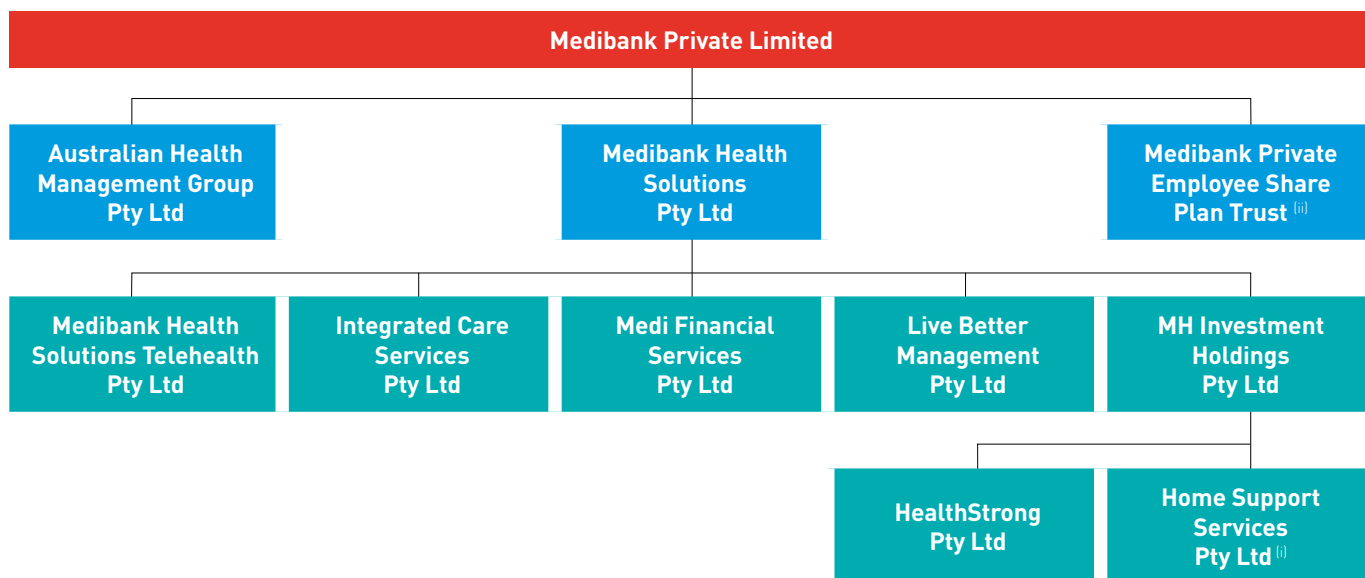 Medibank Private Limited
Australian Health
Management Group
Pty Ltd
Medibank Health
Solutions
Pty Ltd
Medibank Private
Employee Share
Plan Trust (ii)
Medibank Health
Solutions Telehealth
Pty Ltd
Integrated Care
Services
Pty Ltd
Medi Financial
Services
Pty Ltd
Live Better
Management
Pty Ltd
MH Investment
Holdings
Pty Ltd
HealthStrong
Pty Ltd
Home Support
Services
Pty Ltd (i)